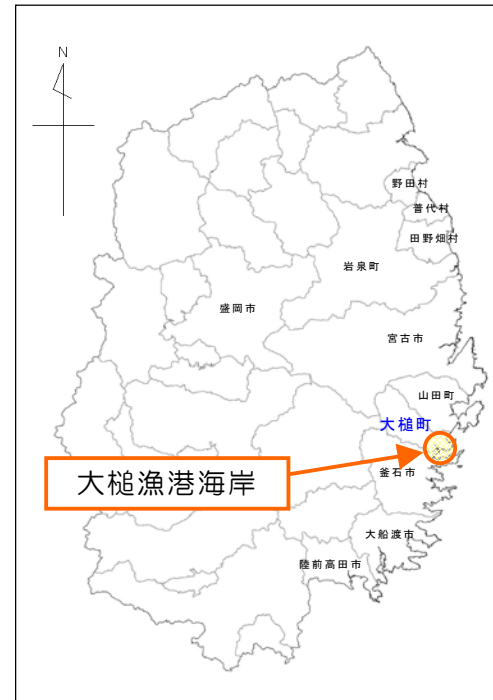 N
野田村
普代村
田野畑村
岩泉町
盛岡市
宮古市
山田町
大槌町
大槌漁港海岸
釜石市
大船渡市
陸前高田市